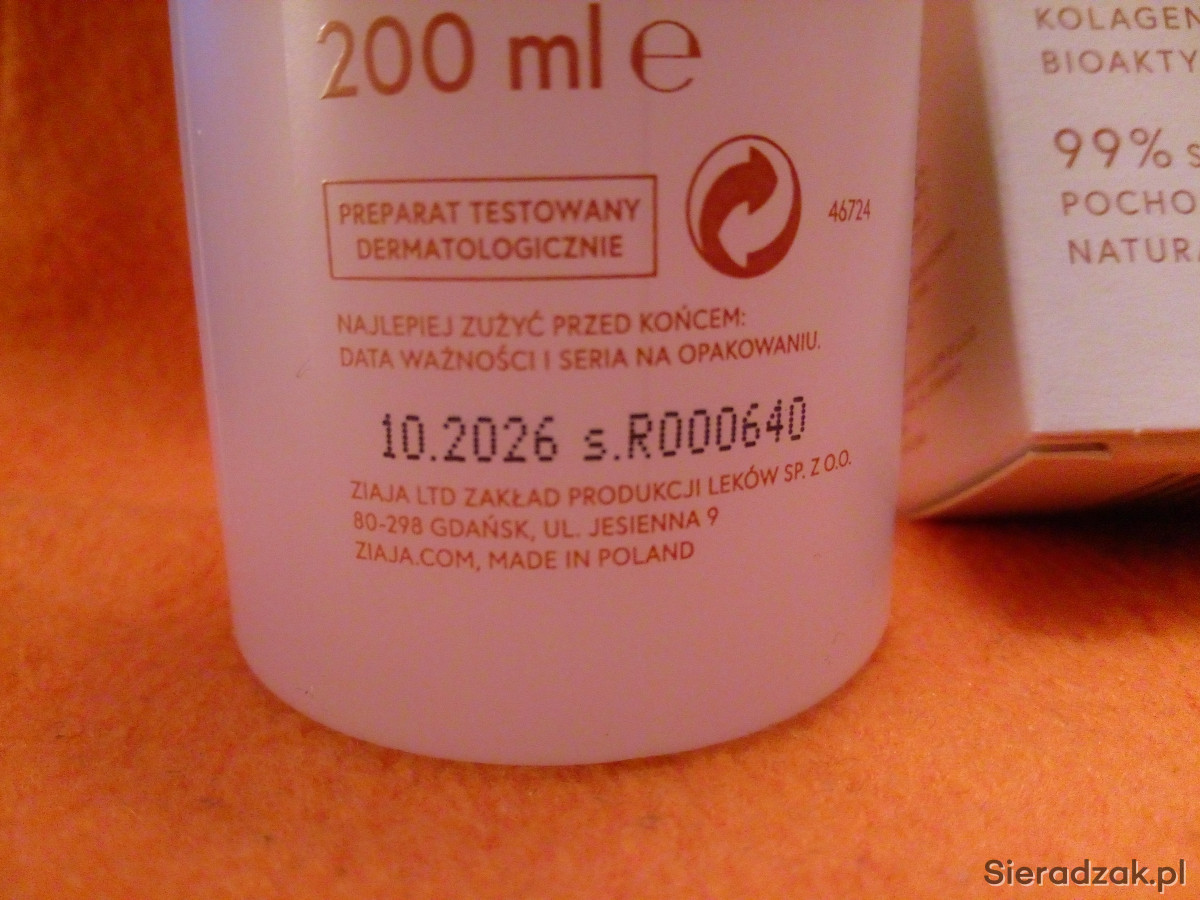 200 ml e
PREPARAT TESTOWANY
DERMATOLOGICZNIE
46724
NAJLEPIEJ ZUŻYĆ PRZED KOŃCEM:
DATA WAŻNOŚCI I SERIA NA OPAKOWANIU.
10.2026 s.R000640
ZIAJA LTD ZAKŁAD PRODUKCJI LEKÓW SP. Z O.O.
80-298 GDAŃSK, UL. JESIENNA 9
ZIAJA.COM, MADE IN POLAND
KOLAGEN
BIOAKTY
99% s
POCHO
NATURA
Sieradzak.pl